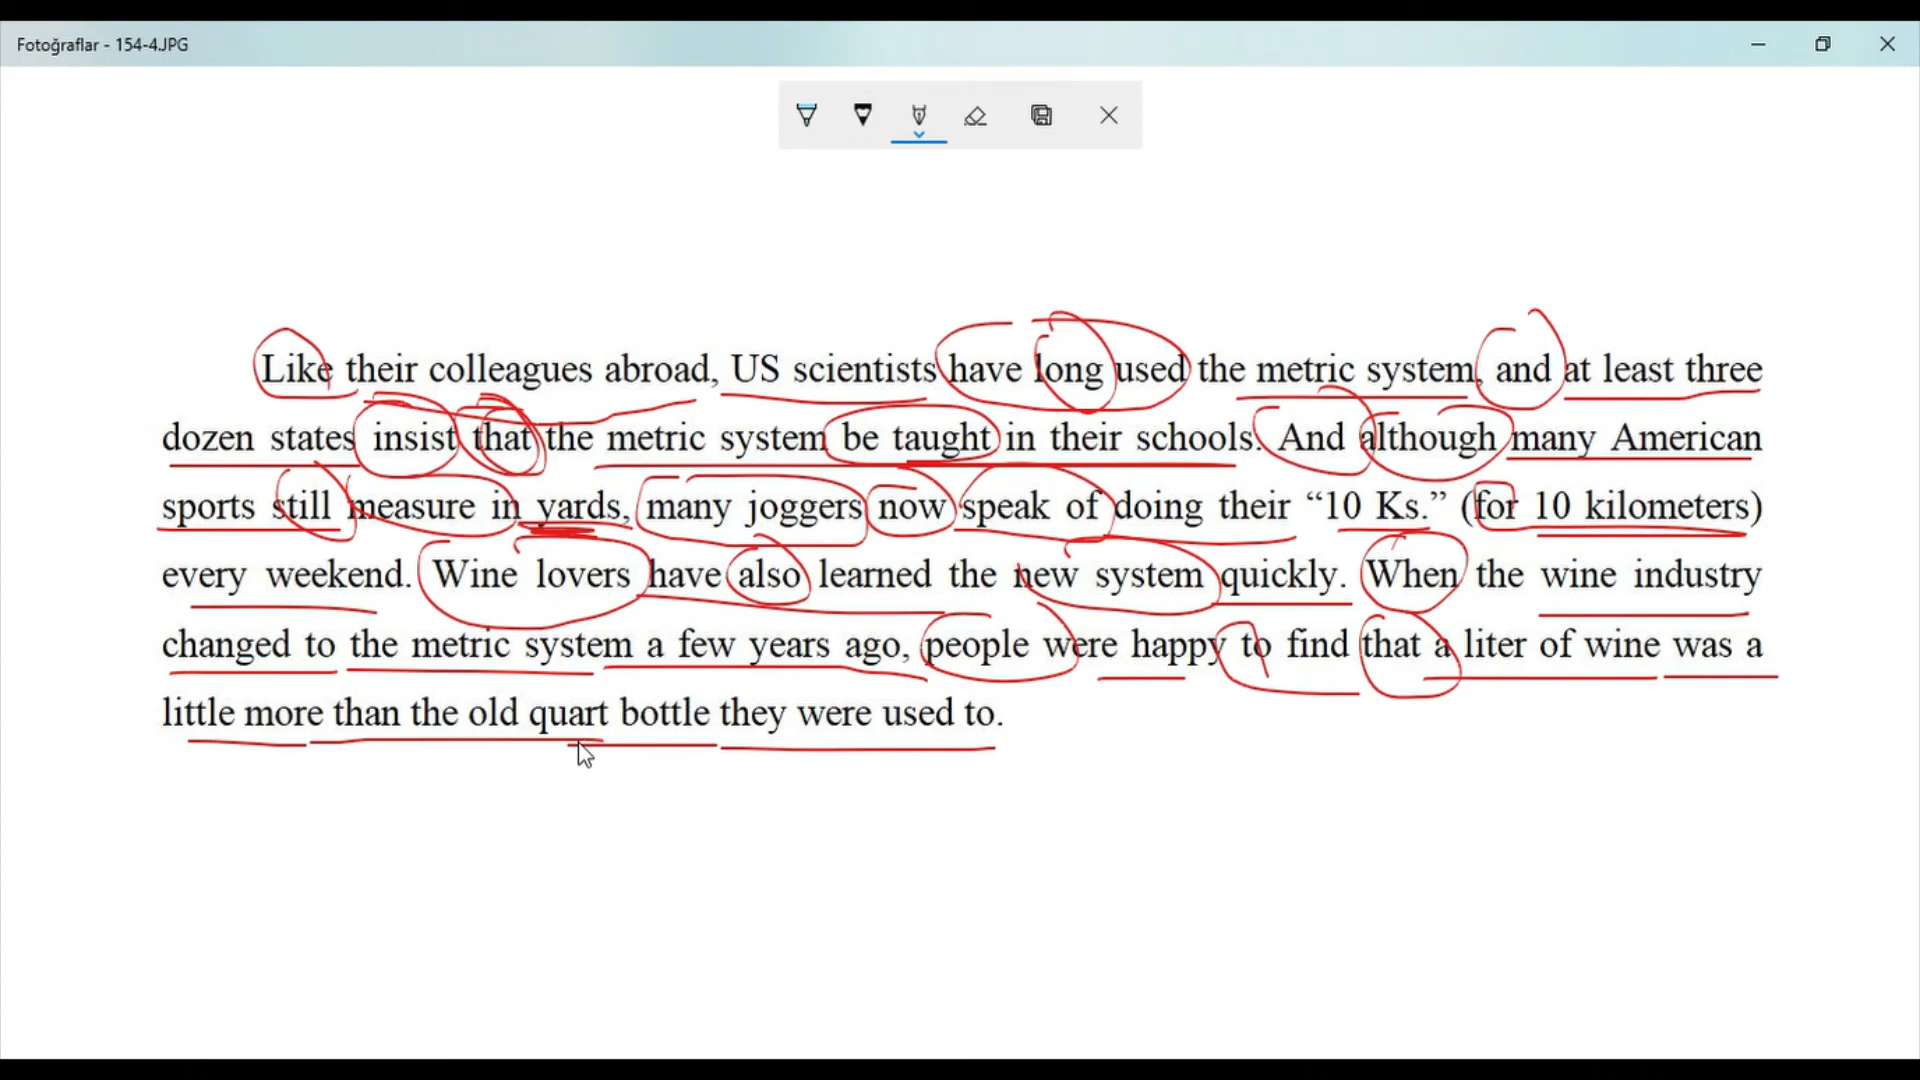 Fotoğraflar - 154-4.JPG
Like their colleagues abroad, US scientists have long used the metric system, and at least three
dozen states insist that the metric system be taught in their schools. And although many American
sports still measure in yards, many joggers now speak of doing their “10 Ks.” (for 10 kilometers)
every weekend. Wine lovers have also learned the new system quickly. When the wine industry
changed to the metric system a few years ago, people were happy to find that a liter of wine was a
little more than the old quart bottle they were used to.